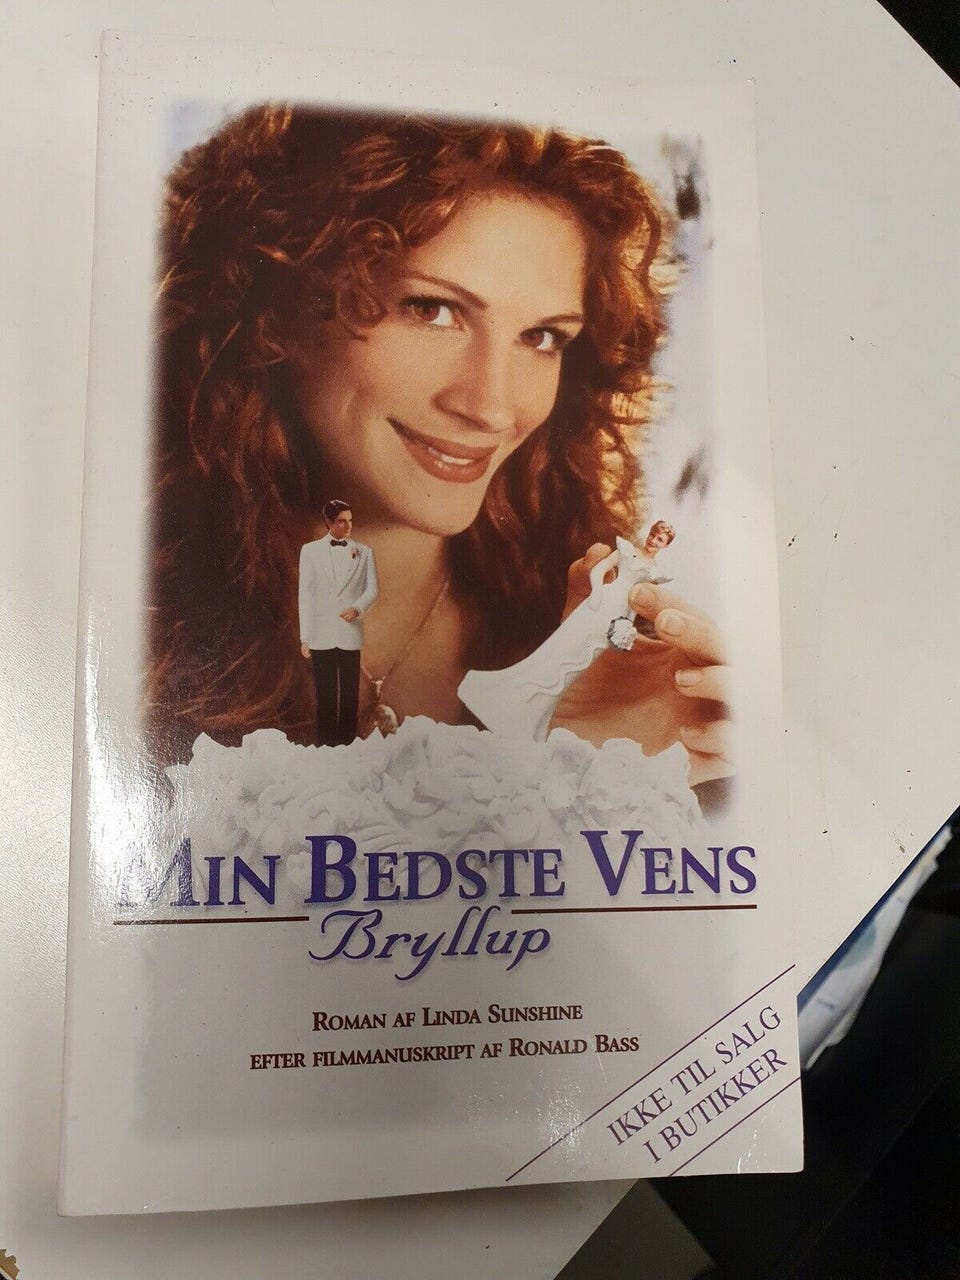 MIN BEDSTE VENS
Bryllup
ROMAN AF LINDA SUNSHINE
EFTER FILMMANUSKRIPT AF RONALD BASS
IKKE TIL SALG
I BUTIKKER